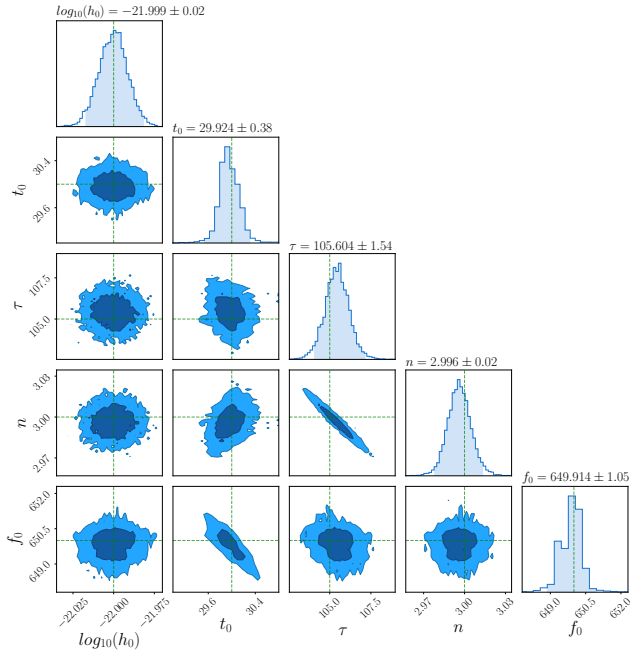 log₁₀(h₀) = −21.999 ± 0.02
t₀ = 29.924 ± 0.38
30.4
29.6
t₀
τ = 105.604 ± 1.54
107.5
105.0
τ
n = 2.996 ± 0.02
3.03
3.00
2.97
n
f₀ = 649.914 ± 1.05
652.0
650.5
649.0
f₀
−22.025 −22.000 −21.975 29.6 30.4 105.0 107.5 2.97 3.00 3.03 649.0 650.5 652.0
log₁₀(h₀) t₀ τ n f₀